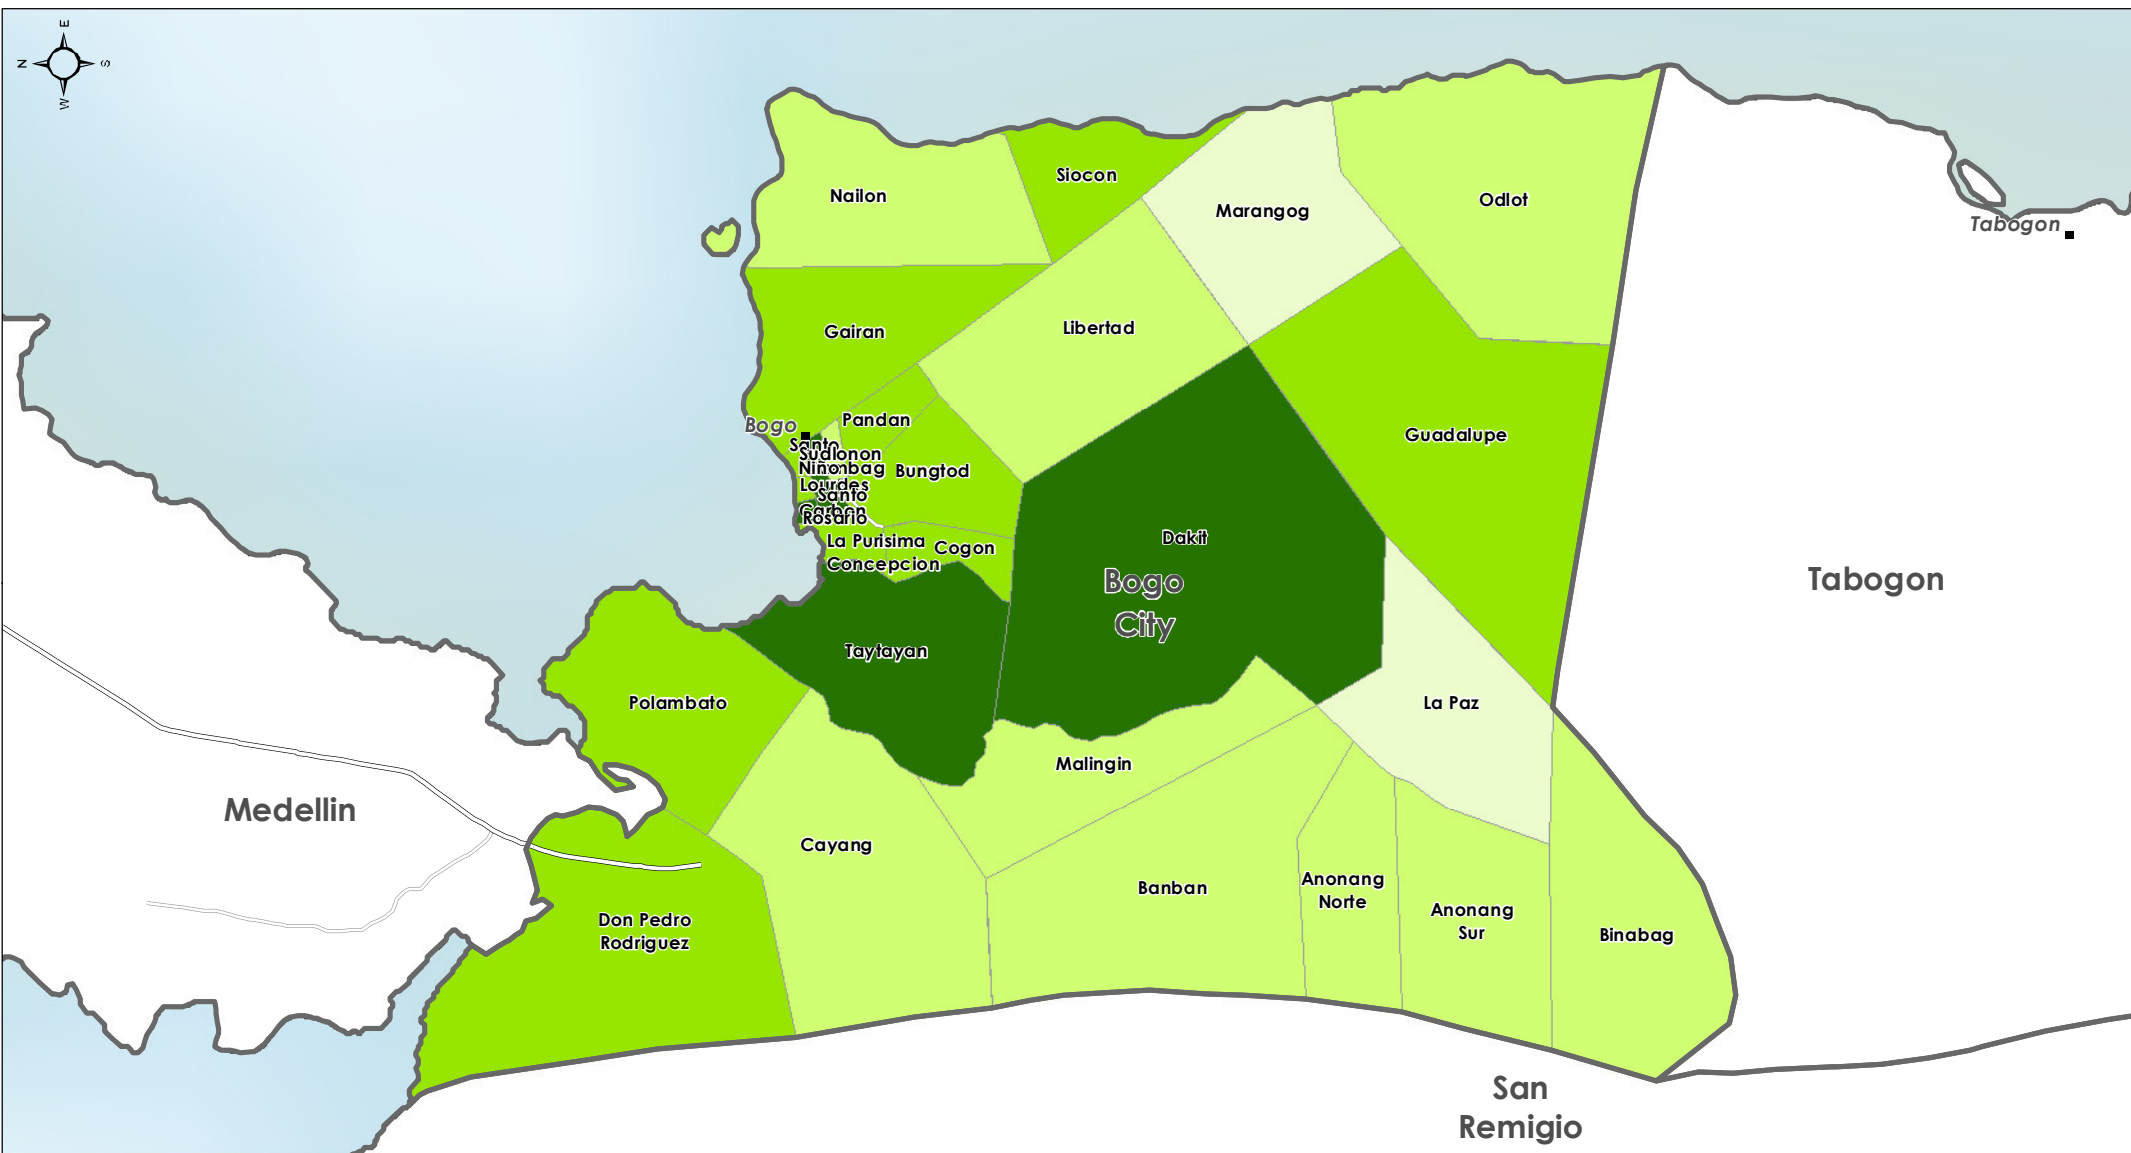 E
N
S
W
Nailon
Siocon
Marangog
Odlot
Tabogon
Gairan
Libertad
Pandan
Guadalupe
Bogo
Santo
Sudlonon
Niño
Lourdes
Bungtod
Santo
Carbon
Rosario
La Purisima
Concepcion
Cogon
Dakit
Bogo
City
Tabogon
Taytayan
Polambato
La Paz
Malingin
Medellin
Cayang
Banban
Anonang
Norte
Anonang
Sur
Don Pedro
Rodriguez
Binabag
San
Remigio